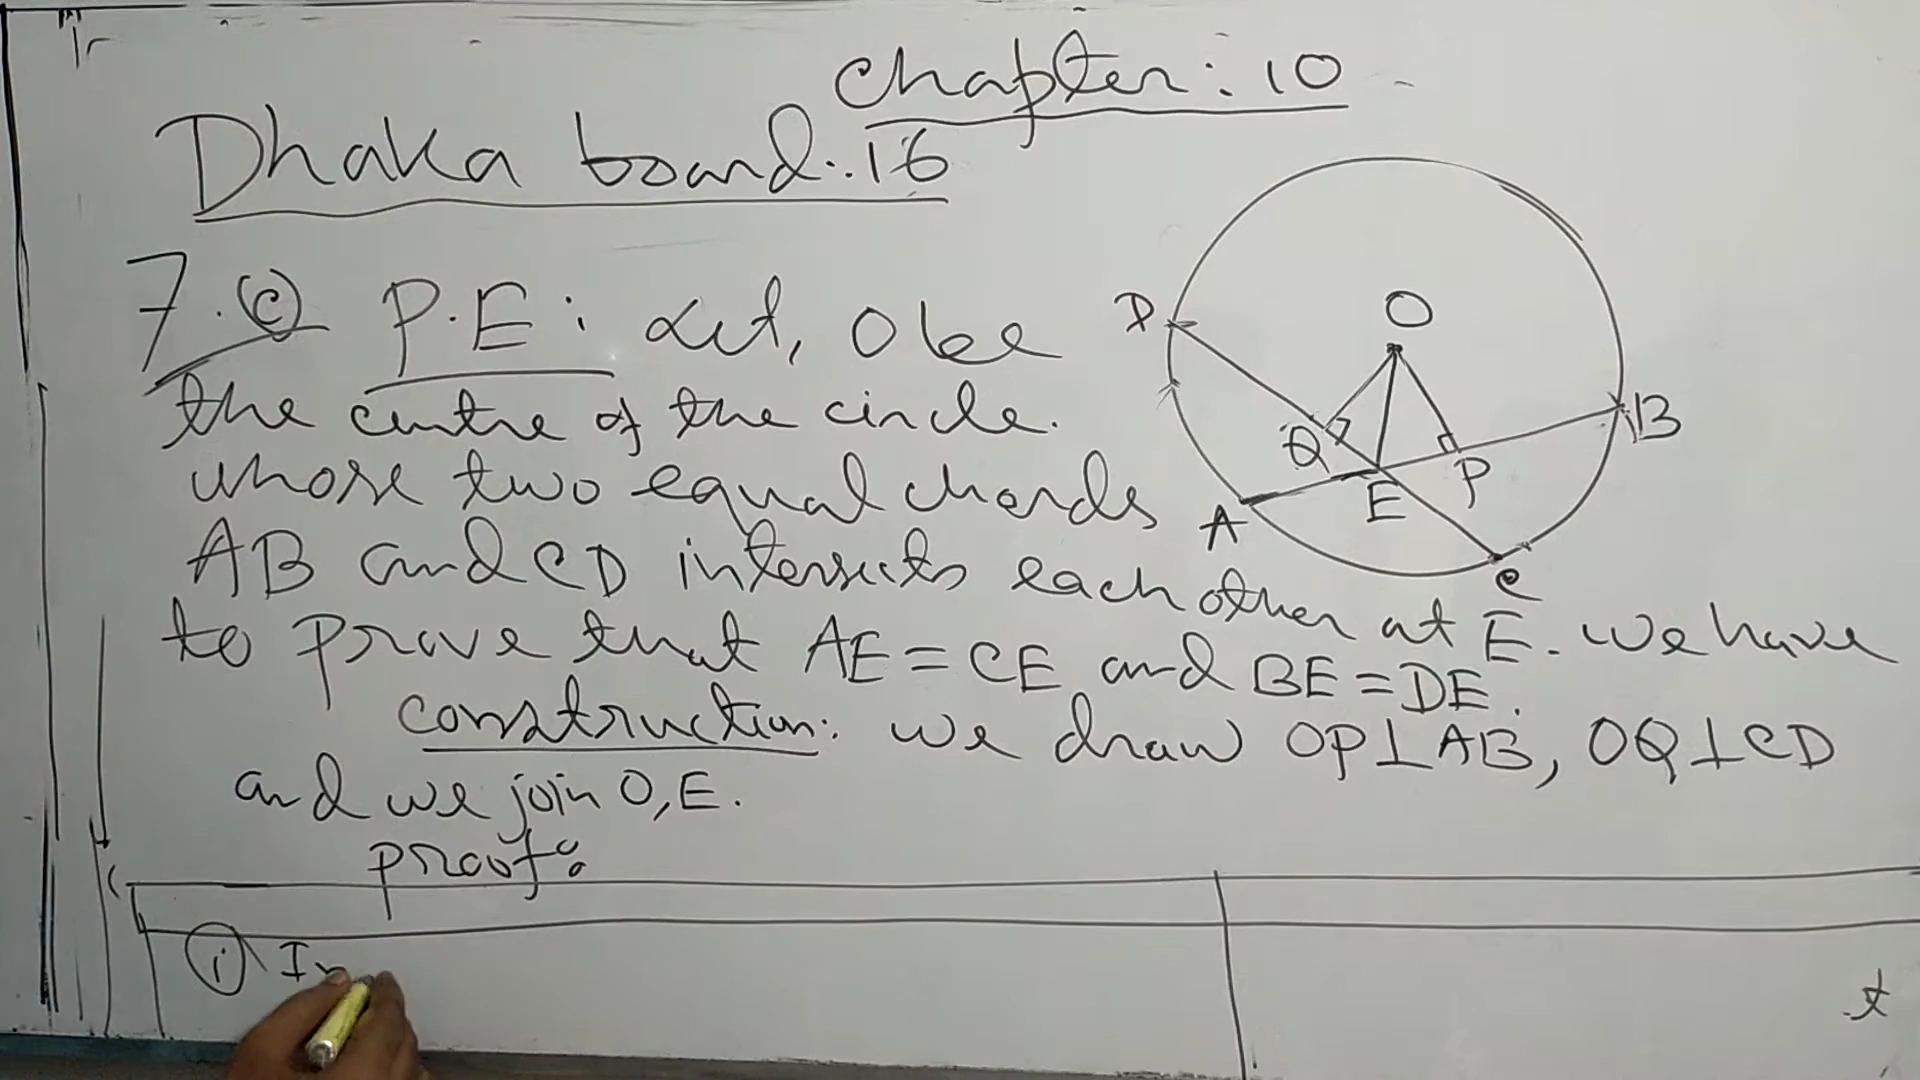 Chapter: 10
Dhaka board: 16
7.ⓒ P.E: Let, O be
the centre of the circle.
whose two equal chords
AB and CD intersects each other at E. we have
to prove that AE=CE and BE=DE.
construction: we draw OP⊥AB, OQ⊥CD
and we join O,E.
proof:
ⓘ In
D
O
B
Q
P
E
A
C